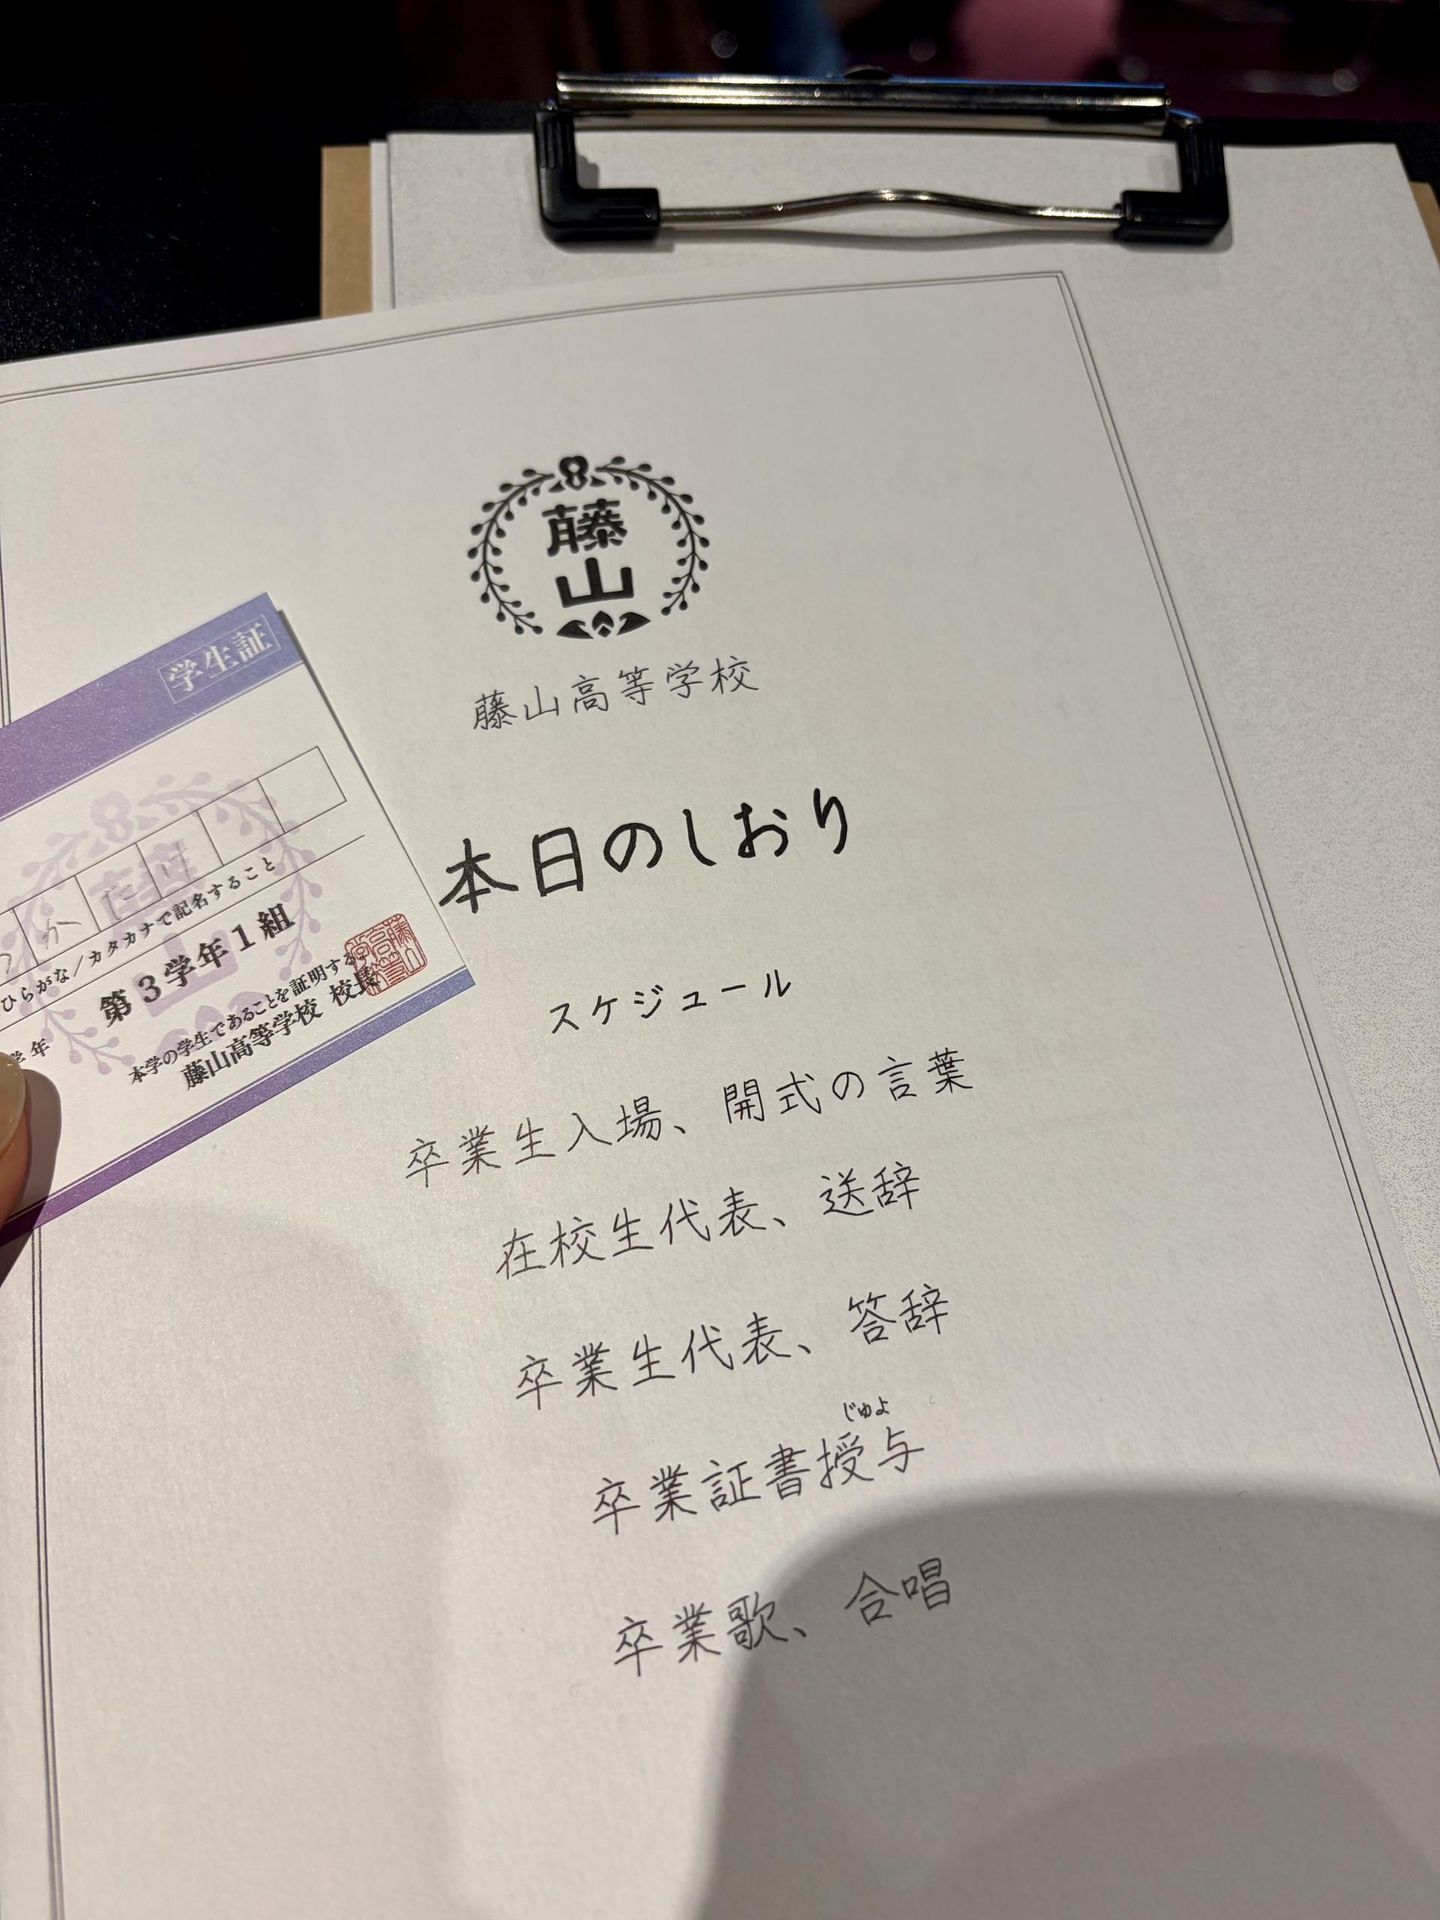 藤山
藤山高等学校
本日のしおり
スケジュール
卒業生入場、開式の言葉
在校生代表、送辞
卒業生代表、答辞
じゅよ
卒業証書授与
卒業歌、合唱
学生証
ひらがな/カタカナで記名すること
第3学年1組
学年
本学の学生であることを証明する
藤山高等学校 校長